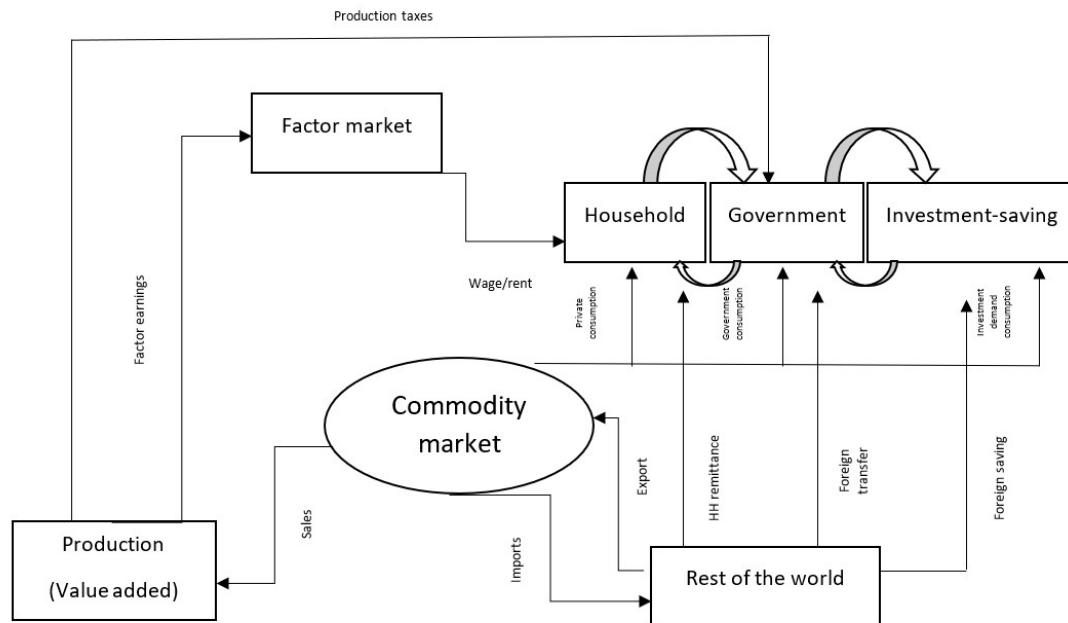 Production taxes
Factor market
Household
Government
Investment-saving
Wage/rent
Factor earnings
Private
consumption
Government
consumption
Investment
demand
consumption
Commodity
market
Sales
Imports
Export
HH remittance
Foreign
transfer
Foreign saving
Production
(Value added)
Rest of the world